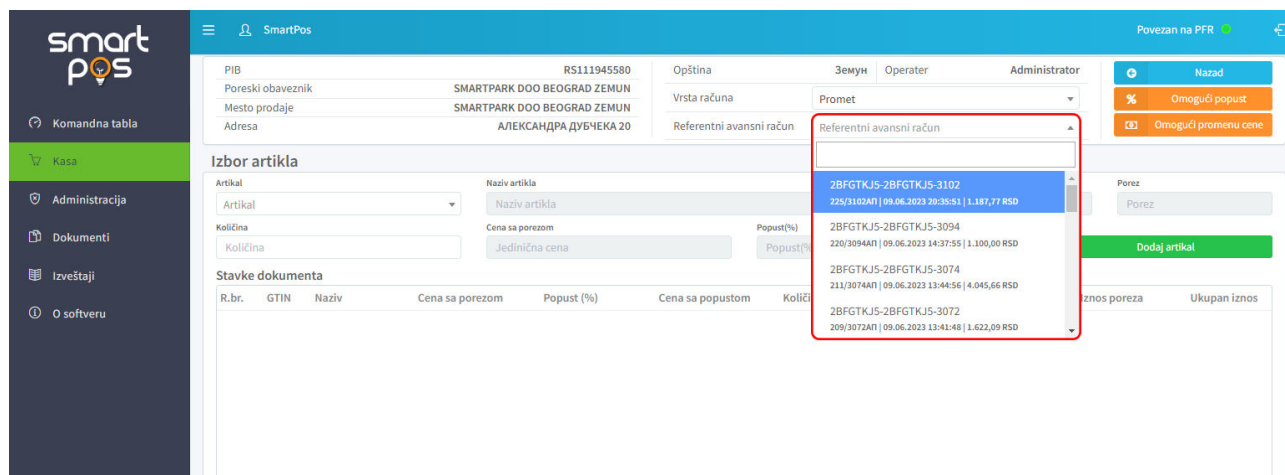 smart
pos
SmartPos
Povezan na PFR
Komandna tabla
Kasa
Administracija
Dokumenti
Izveštaji
O softveru
PIB RS111945580
Poreski obaveznik SMARTPARK DOO BEOGRAD ZEMUN
Mesto prodaje SMARTPARK DOO BEOGRAD ZEMUN
Adresa АЛЕКСАНДРА ДУБЧЕКА 20
Opština Земун Operater Administrator
Vrsta računa Promet
Referentni avansni račun Referentni avansni račun
Nazad
Omogući popust
Omogući promenu cene
2BFGTKJ5-2BFGTKJ5-3102
225/3102АП | 09.06.2023 20:35:51 | 1.187,77 RSD
2BFGTKJ5-2BFGTKJ5-3094
220/3094АП | 09.06.2023 14:37:55 | 1.100,00 RSD
2BFGTKJ5-2BFGTKJ5-3074
211/3074АП | 09.06.2023 13:44:56 | 4.045,66 RSD
2BFGTKJ5-2BFGTKJ5-3072
209/3072АП | 09.06.2023 13:41:48 | 1.622,09 RSD
Izbor artikla
Artikal Naziv artikla Porez
Artikal Naziv artikla Porez
Količina Cena sa porezom Popust(%)
Količina Jedinična cena Popust(% Dodaj artikal
Stavke dokumenta
R.br. GTIN Naziv Cena sa porezom Popust (%) Cena sa popustom Količi Iznos poreza Ukupan iznos